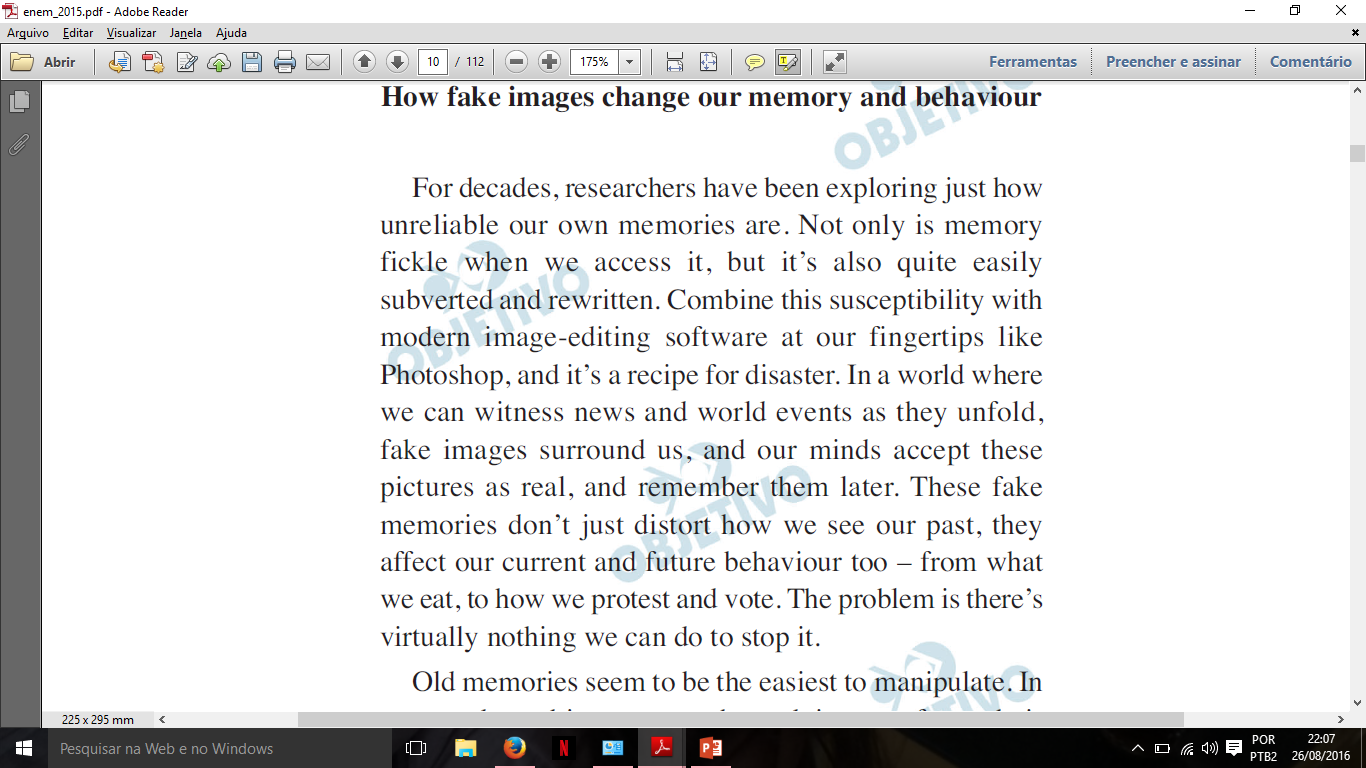 enem_2015.pdf - Adobe Reader
Arquivo Editar Visualizar Janela Ajuda
Abrir 10 / 112 175% Ferramentas Preencher e assinar Comentário
How fake images change our memory and behaviour
OBJETIVO
For decades, researchers have been exploring just how
unreliable our own memories are. Not only is memory
fickle when we access it, but it's also quite easily
subverted and rewritten. Combine this susceptibility with
modern image-editing software at our fingertips like
Photoshop, and it's a recipe for disaster. In a world where
we can witness news and world events as they unfold,
fake images surround us, and our minds accept these
pictures as real, and remember them later. These fake
memories don't just distort how we see our past, they
affect our current and future behaviour too – from what
we eat, to how we protest and vote. The problem is there's
virtually nothing we can do to stop it.
OBJETIVO
OBJETIVO
Old memories seem to be the easiest to manipulate. In
OBJETIVO
225 x 295 mm
Pesquisar na Web e no Windows
POR
PTB2
22:07
26/08/2016